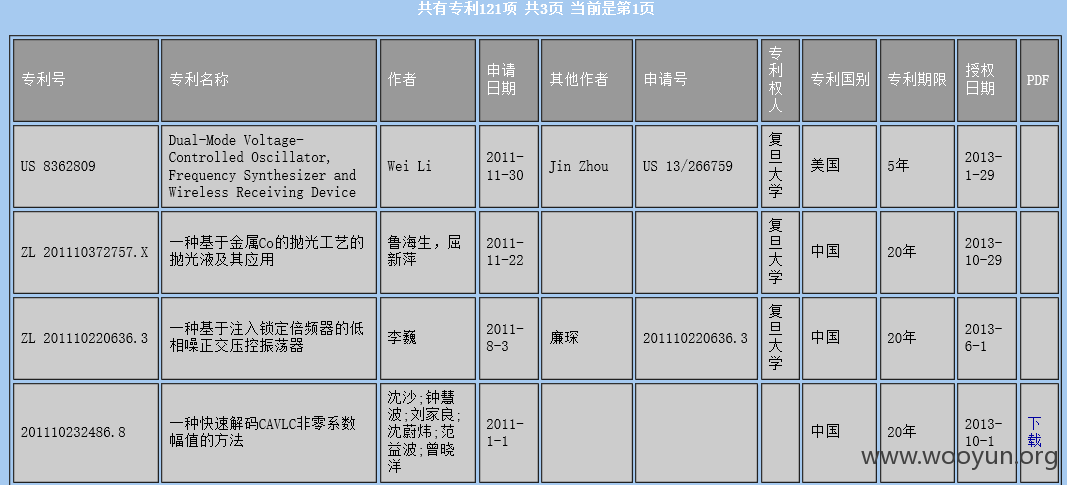 共有专利121项 共3页 当前是第1页
专利号 专利名称 作者 申请日期 其他作者 申请号 专利权人 专利国别 专利期限 授权日期 PDF
US 8362809 Dual-Mode Voltage-Controlled Oscillator, Frequency Synthesizer and Wireless Receiving Device Wei Li 2011-11-30 Jin Zhou US 13/266759 复旦大学 美国 5年 2013-1-29
ZL 201110372757.X 一种基于金属Co的抛光工艺的抛光液及其应用 鲁海生，屈新萍 2011-11-22 复旦大学 中国 20年 2013-10-29
ZL 201110220636.3 一种基于注入锁定倍频器的低相噪正交压控振荡器 李巍 2011-8-3 廉琛 201110220636.3 复旦大学 中国 20年 2013-6-1
201110232486.8 一种快速解码CAVLC非零系数幅值的方法 沈沙;钟慧波;刘家良;沈蔚炜;范益波;曾晓洋 2011-1-1 中国 20年 2013-10-1 下载
www.wooyun.org